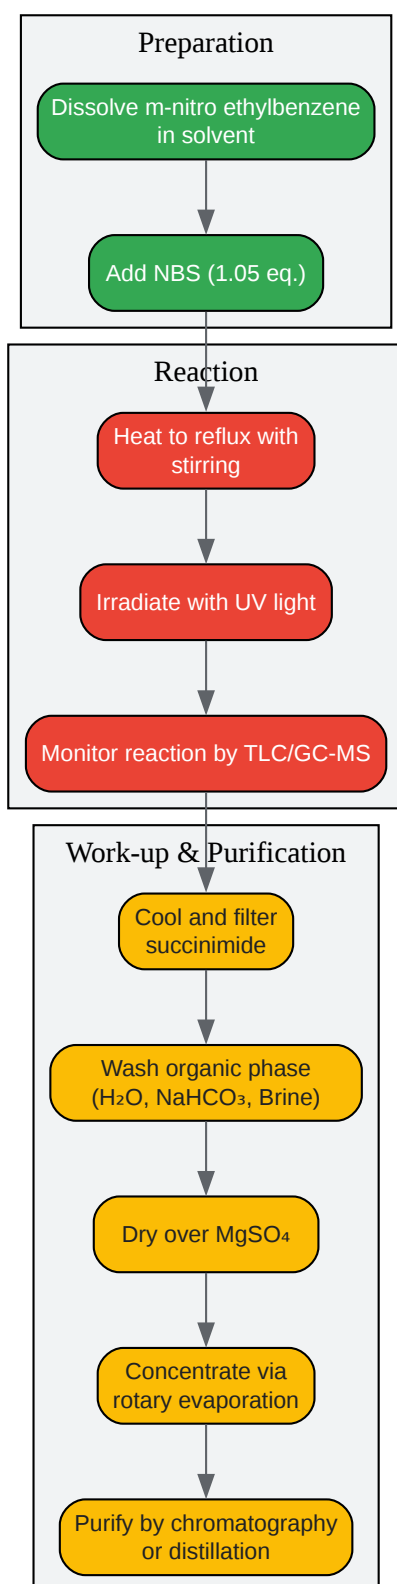 Preparation
Dissolve m-nitro ethylbenzene
in solvent
Add NBS (1.05 eq.)
Reaction
Heat to reflux with
stirring
Irradiate with UV light
Monitor reaction by TLC/GC-MS
Work-up & Purification
Cool and filter
succinimide
Wash organic phase
(H₂O, NaHCO₃, Brine)
Dry over MgSO₄
Concentrate via
rotary evaporation
Purify by chromatography
or distillation